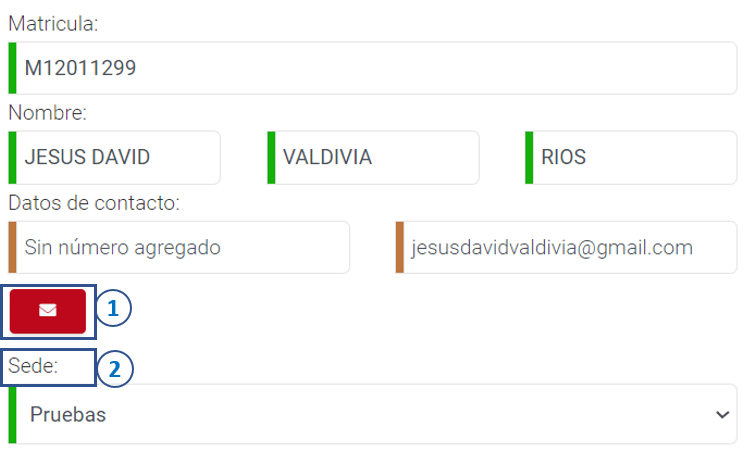 Matricula:
M12011299
Nombre:
JESUS DAVID VALDIVIA RIOS
Datos de contacto:
Sin número agregado jesusdavidvaldivia@gmail.com
1
Sede: 2
Pruebas